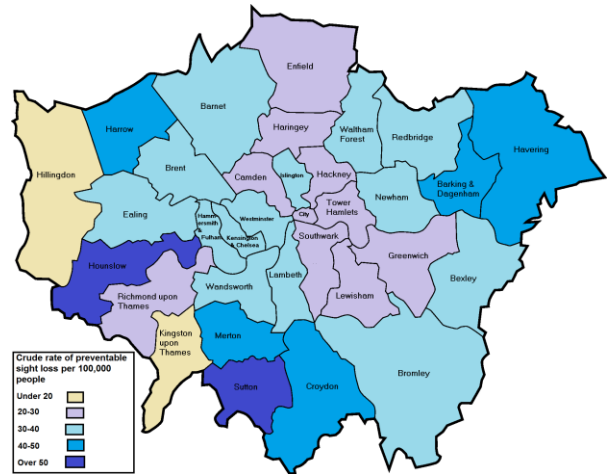 Enfield
Barnet
Harrow
Haringey
Waltham
Forest
Redbridge
Havering
Hillingdon
Brent
Camden
Islington
Hackney
Barking &
Dagenham
Newham
Tower
Hamlets
City
Westminster
Ealing
Hamm
ersmith
&
Fulham
Kensington
& Chelsea
Southwark
Greenwich
Hounslow
Bexley
Richmond upon
Thames
Wandsworth
Lambeth
Lewisham
Kingston
upon
Thames
Merton
Sutton
Croydon
Bromley
Crude rate of preventable
sight loss per 100,000
people
Under 20
20-30
30-40
40-50
Over 50